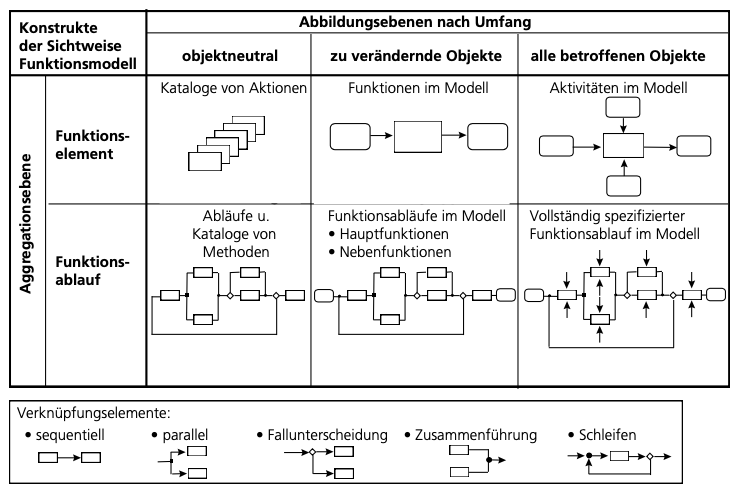 Konstrukte
der Sichtweise
Funktionsmodell
Abbildungsebenen nach Umfang
objektneutral
zu verändernde Objekte
alle betroffenen Objekte
Aggregationsebene
Funktions-
element
Kataloge von Aktionen
Funktionen im Modell
Aktivitäten im Modell
Funktions-
ablauf
Abläufe u.
Kataloge von
Methoden
Funktionsabläufe im Modell
• Hauptfunktionen
• Nebenfunktionen
Vollständig spezifizierter
Funktionsablauf im Modell
Verknüpfungselemente:
• sequentiell
• parallel
• Fallunterscheidung
• Zusammenführung
• Schleifen